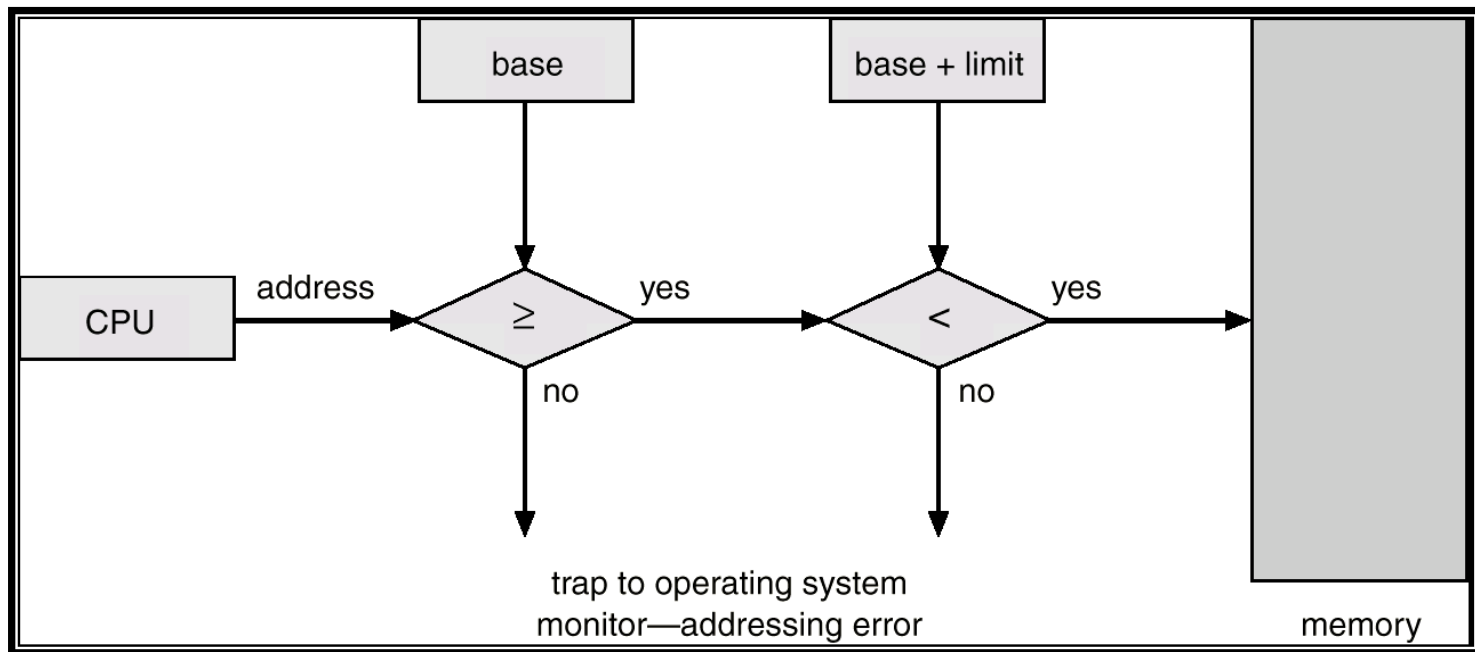 base
base + limit
address
yes
yes
CPU
≥
<
no
no
trap to operating system
monitor—addressing error
memory